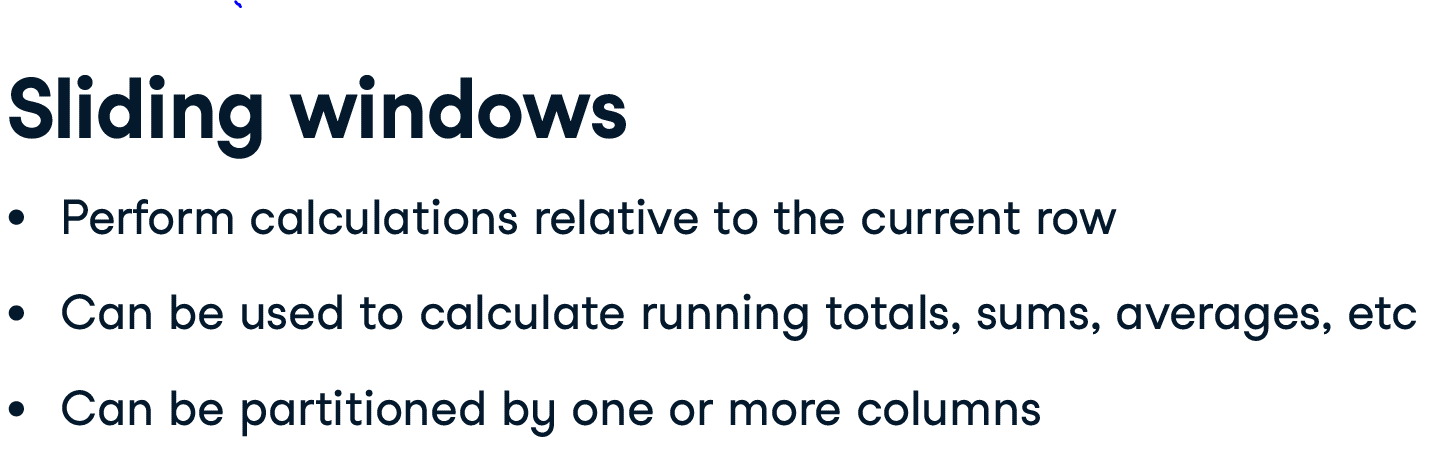 Sliding windows
• Perform calculations relative to the current row
• Can be used to calculate running totals, sums, averages, etc
• Can be partitioned by one or more columns